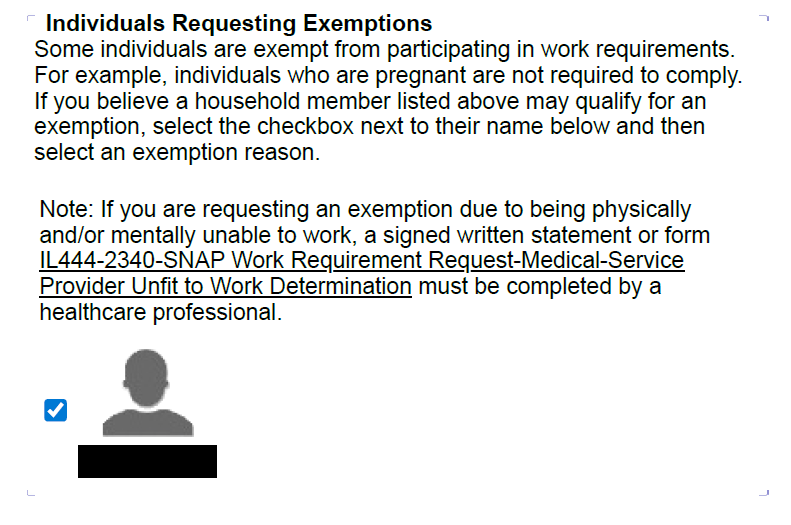 Individuals Requesting Exemptions
Some individuals are exempt from participating in work requirements.
For example, individuals who are pregnant are not required to comply.
If you believe a household member listed above may qualify for an
exemption, select the checkbox next to their name below and then
select an exemption reason.
Note: If you are requesting an exemption due to being physically
and/or mentally unable to work, a signed written statement or form
IL444-2340-SNAP Work Requirement Request-Medical-Service
Provider Unfit to Work Determination must be completed by a
healthcare professional.